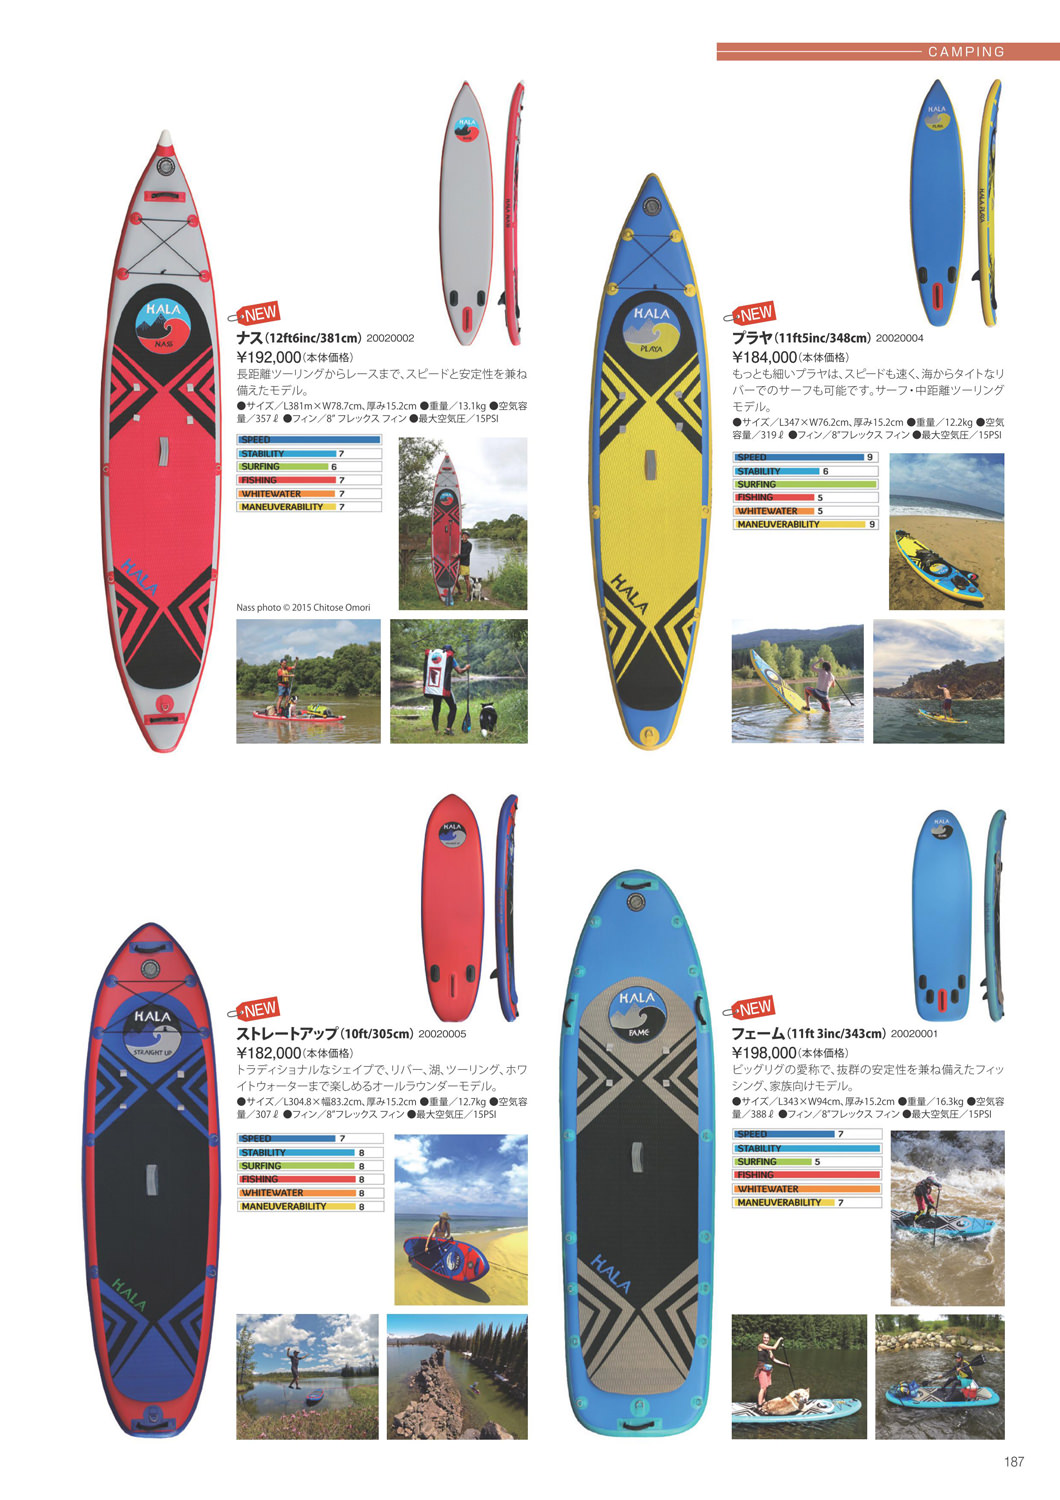 CAMPING
HALA
NASS
HALA
NASS
HALA NASS
HALA
NEW
ナス(12ft6inc/381cm) 20020002
¥192,000(本体価格)
長距離ツーリングからレースまで、スピードと安定性を兼ね
備えたモデル。
●サイズ/L381m×W78.7cm、厚み15.2cm ●重量/13.1kg ●空気容
量/357ℓ ●フィン/8" フレックス フィン ●最大空気圧/15PSI
SPEED
STABILITY 7
SURFING 6
FISHING 7
WHITEWATER 7
MANEUVERABILITY 7
Nass photo © 2015 Chitose Omori
HALA
PLAYA
HALA
PLAYA
HALA PLAYA
HALA
NEW
プラヤ(11ft5inc/348cm) 20020004
¥184,000(本体価格)
もっとも細いプラヤは、スピードも速く、海からタイトなリ
バーでのサーフも可能です。サーフ・中距離ツーリング
モデル。
●サイズ/L347×W76.2cm、厚み15.2cm ●重量/12.2kg ●空気
容量/319ℓ ●フィン/8"フレックス フィン ●最大空気圧/15PSI
SPEED 9
STABILITY 6
SURFING
FISHING 5
WHITEWATER 5
MANEUVERABILITY 9
HALA
STRAIGHT UP
HALA
HALA
NEW
ストレートアップ(10ft/305cm) 20020005
¥182,000(本体価格)
トラディショナルなシェイプで、リバー、湖、ツーリング、ホワ
イトウォーターまで楽しめるオールラウンダーモデル。
●サイズ/L304.8×幅83.2cm、厚み15.2cm ●重量/12.7kg ●空気容
量/307ℓ ●フィン/8"フレックス フィン ●最大空気圧/15PSI
SPEED 7
STABILITY 8
SURFING 8
FISHING 8
WHITEWATER 8
MANEUVERABILITY 8
HALA
FAME
HALA
HALA
NEW
フェーム(11ft 3inc/343cm) 20020001
¥198,000(本体価格)
ビッグリグの愛称で、抜群の安定性を兼ね備えたフィッ
シング、家族向けモデル。
●サイズ/L343×W94cm、厚み15.2cm ●重量/16.3kg ●空気容
量/388ℓ ●フィン/8"フレックス フィン ●最大空気圧/15PSI
SPEED 7
STABILITY
SURFING 5
FISHING
WHITEWATER
MANEUVERABILITY 7
187